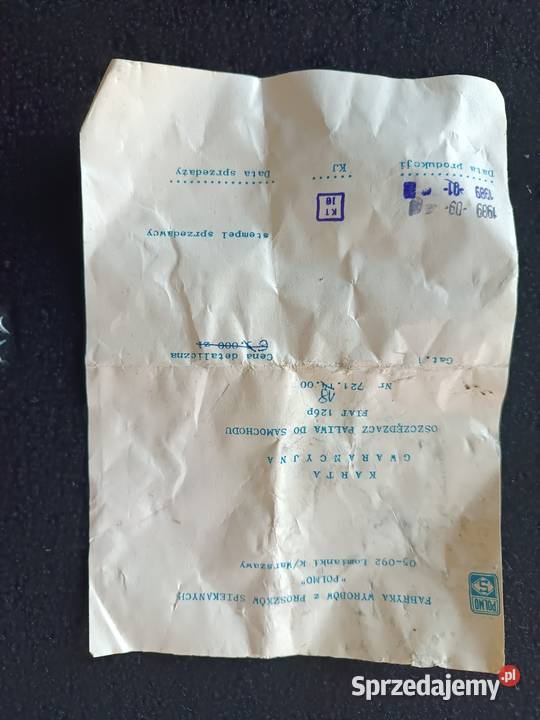 POLMO
FABRYKA WYROBÓW z PROSZKÓW SPIEKANYCH
"POLMO"
05-092 Łomianki K/Warszawy
KARTA
GWARANCYJNA
OSZCZĘDZACZ PALIWA DO SAMOCHODU
FIAT 126p
Nr 721.14.00
Gat.I
Cena detaliczna
stempel sprzedawcy
1989 -09-
1989 -01-
KT
Data produkcji
KJ
Data sprzedaży
Sprzedajemy.pl